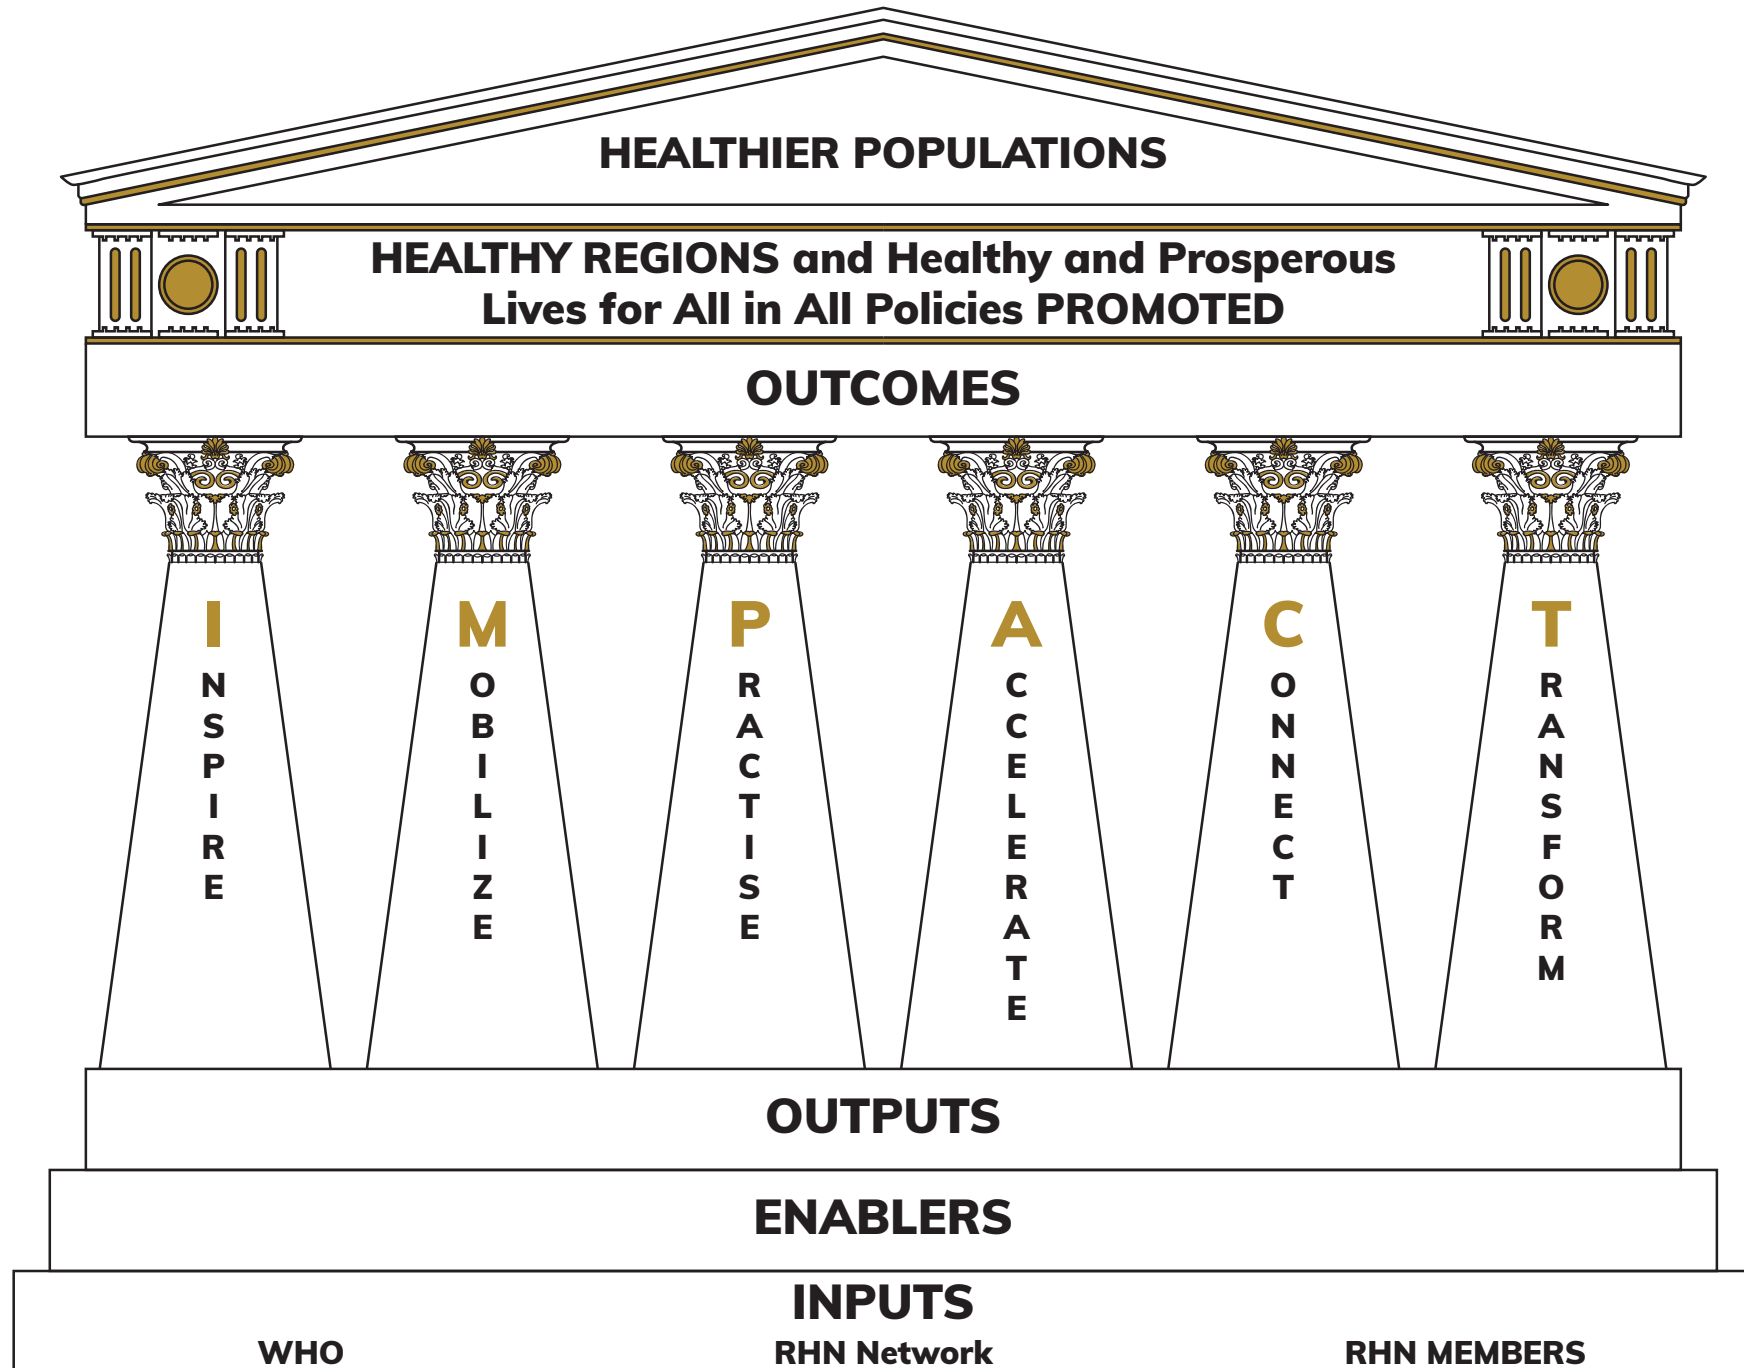 HEALTHIER POPULATIONS
HEALTHY REGIONS and Healthy and Prosperous
Lives for All in All Policies PROMOTED
OUTCOMES
INSPIRE
MOBILIZE
PRACTISE
ACCELERATE
CONNECT
TRANSFORM
OUTPUTS
ENABLERS
INPUTS
WHO RHN Network RHN MEMBERS